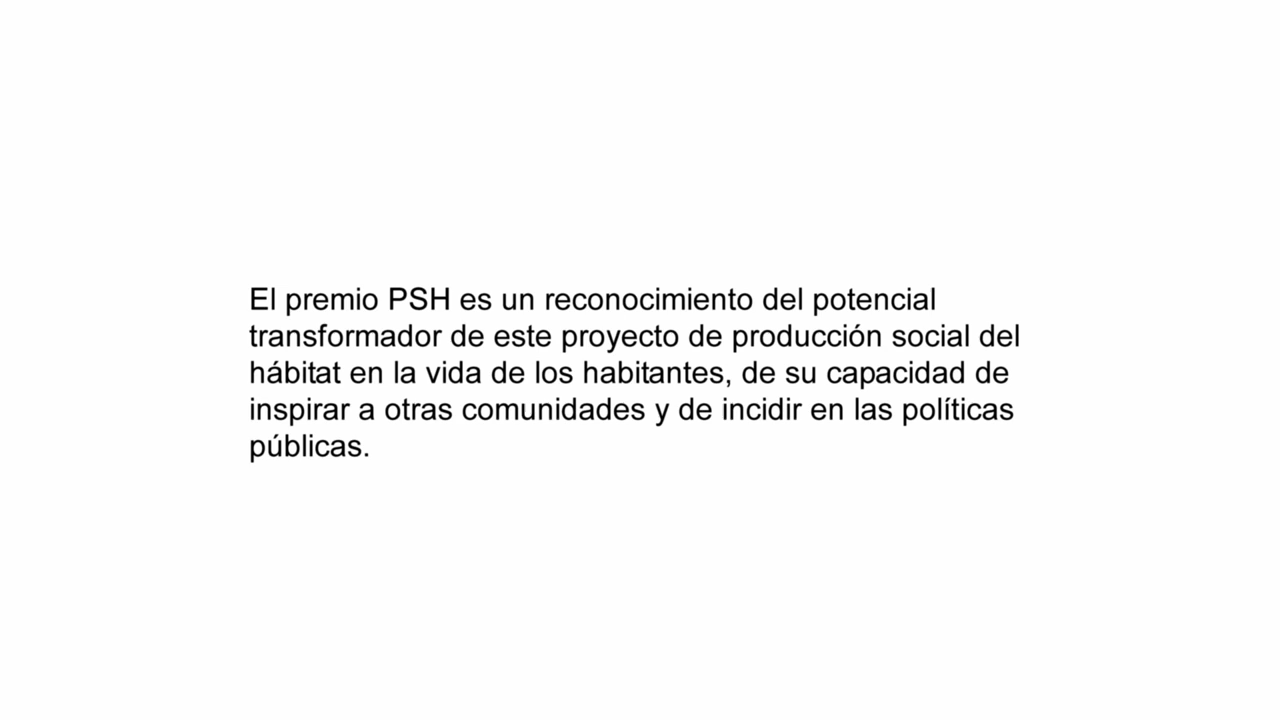 El premio PSH es un reconocimiento del potencial
transformador de este proyecto de producción social del
hábitat en la vida de los habitantes, de su capacidad de
inspirar a otras comunidades y de incidir en las políticas
públicas.